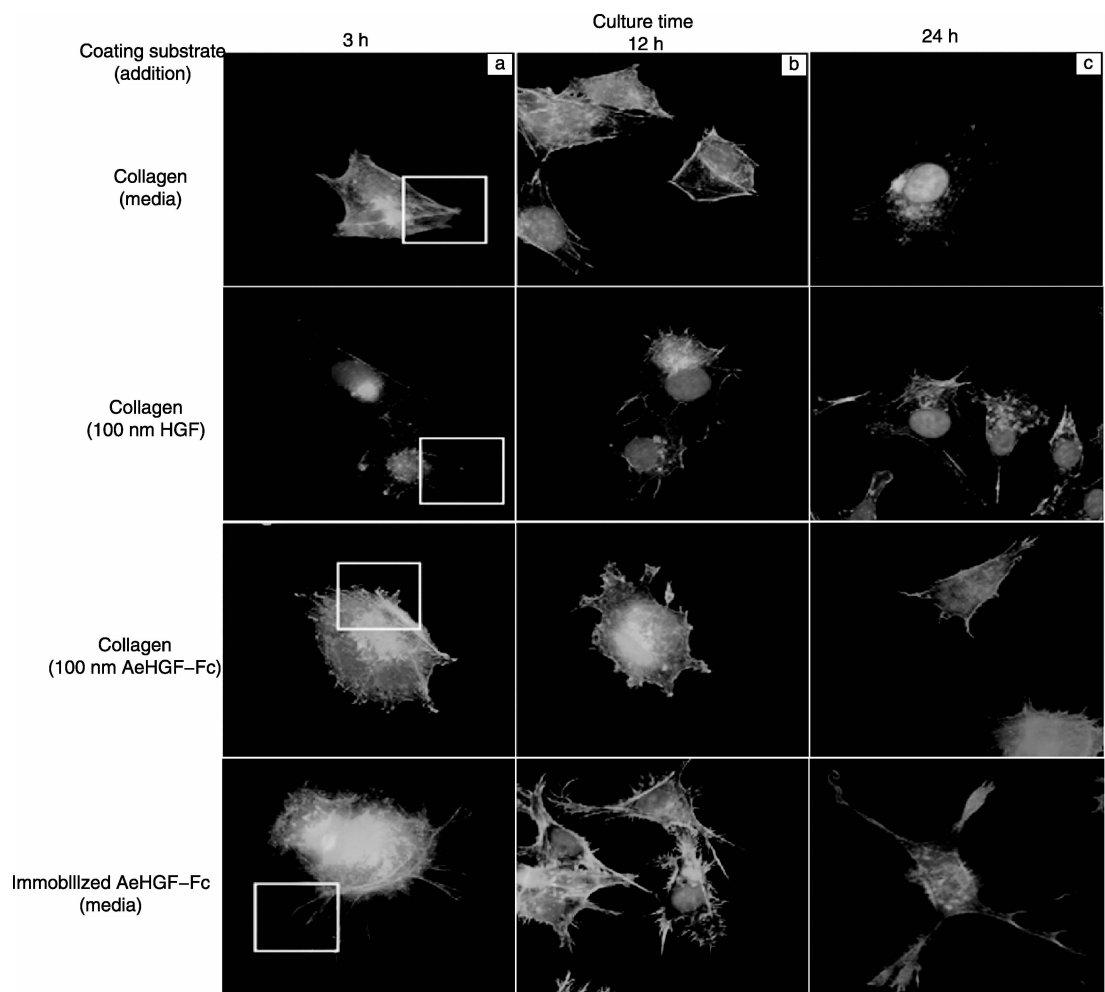 Culture time
Coating substrate
(addition)
3 h
12 h
24 h
a
b
c
Collagen
(media)
Collagen
(100 nm HGF)
Collagen
(100 nm AeHGF–Fc)
Immobllized AeHGF–Fc
(media)